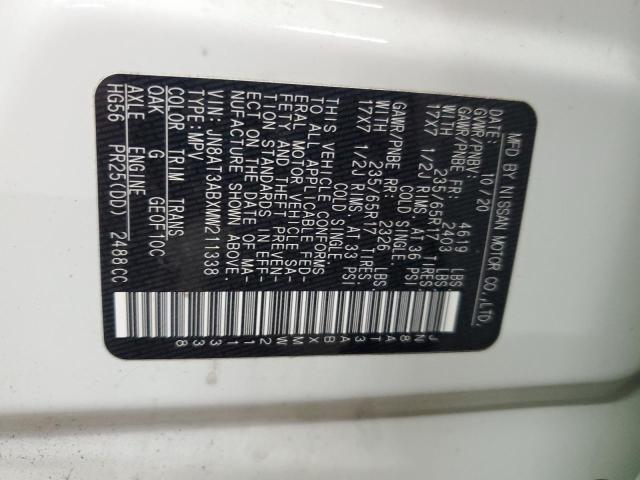 MFD BY NISSAN MOTOR CO.,LTD.
DATE: 10/20
GVWR/PNBV: 4619 LBS.
GAWR/PNBE FR: 2403 LBS.
235/65R17 TIRES
17X7 1/2J RIMS, AT 36 PSI
COLD SINGLE.
GAWR/PNBE RR: 2326 LBS.
235/65R17 TIRES:
17X7 1/2J RIMS AT 33 PSI
COLD SINGLE.
THIS VEHICLE CONFORMS
TO ALL APPLICABLE FED-
ERAL MOTOR VEHICLE SA-
FETY AND THEFT PREVEN-
TION STANDARDS IN EFF-
ECT ON THE DATE OF MA-
NUFACTURE SHOWN ABOVE.
VIN: JN8AT3ABXMW211338
TYPE:MPV
COLOR TRIM TRANS
QAK G GF0F10C
AXLE ENGINE
HG56 PR25(DD) 2488CC
JN8AT3ABXMW211338